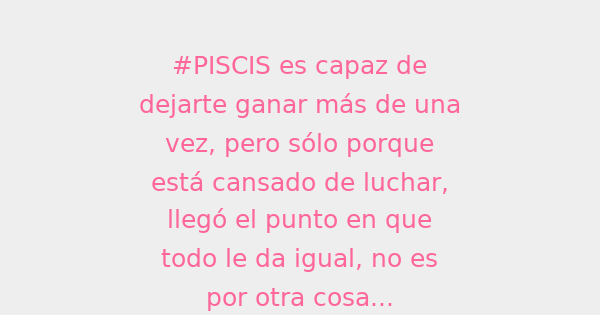 #PISCIS es capaz de
dejarte ganar más de una
vez, pero sólo porque
está cansado de luchar,
llegó el punto en que
todo le da igual, no es
por otra cosa...